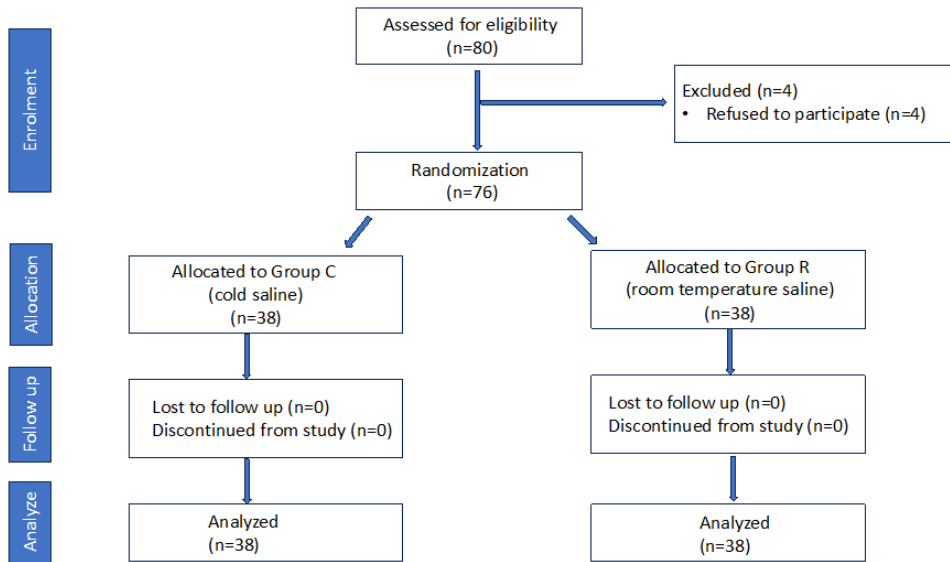 Enrolment
Assessed for eligibility
(n=80)
Excluded (n=4)
• Refused to participate (n=4)
Randomization
(n=76)
Allocation
Allocated to Group C
(cold saline)
(n=38)
Allocated to Group R
(room temperature saline)
(n=38)
Follow up
Lost to follow up (n=0)
Discontinued from study (n=0)
Lost to follow up (n=0)
Discontinued from study (n=0)
Analyze
Analyzed
(n=38)
Analyzed
(n=38)